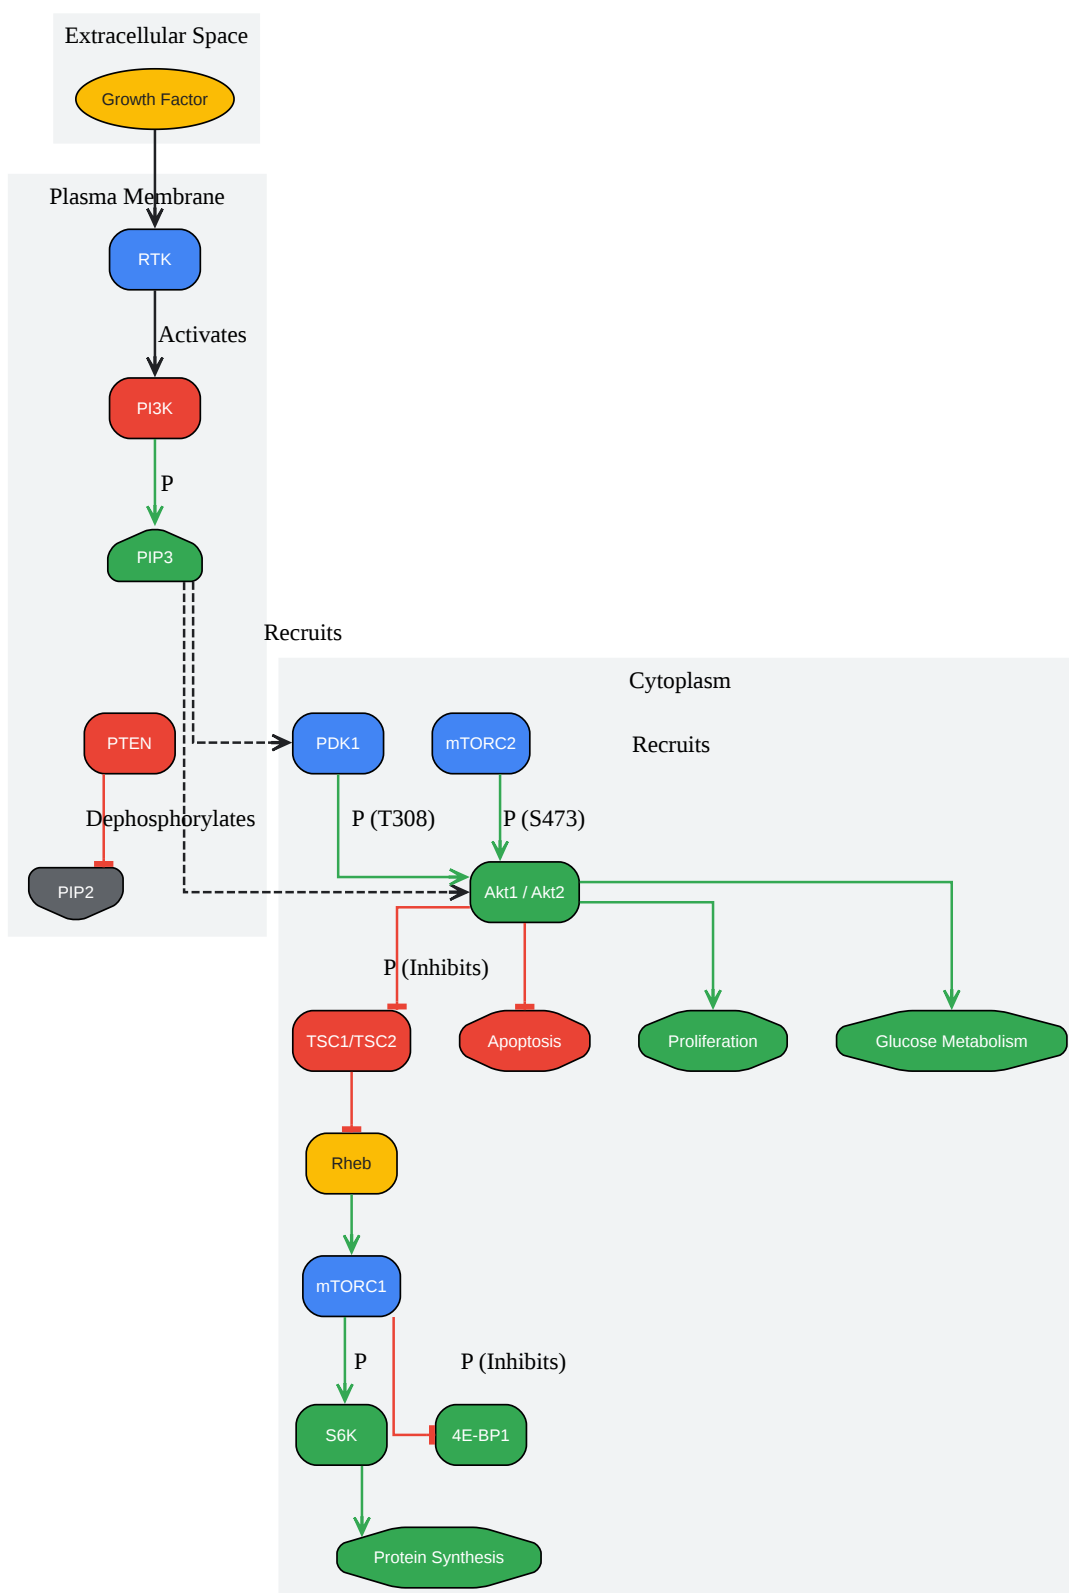 Extracellular Space
Growth Factor
Plasma Membrane
RTK
Activates
PI3K
P
PIP3
Recruits
Cytoplasm
PTEN
PDK1
mTORC2
Recruits
Dephosphorylates
P (T308)
P (S473)
PIP2
Akt1 / Akt2
P (Inhibits)
TSC1/TSC2
Apoptosis
Proliferation
Glucose Metabolism
Rheb
mTORC1
P
P (Inhibits)
S6K
4E-BP1
Protein Synthesis